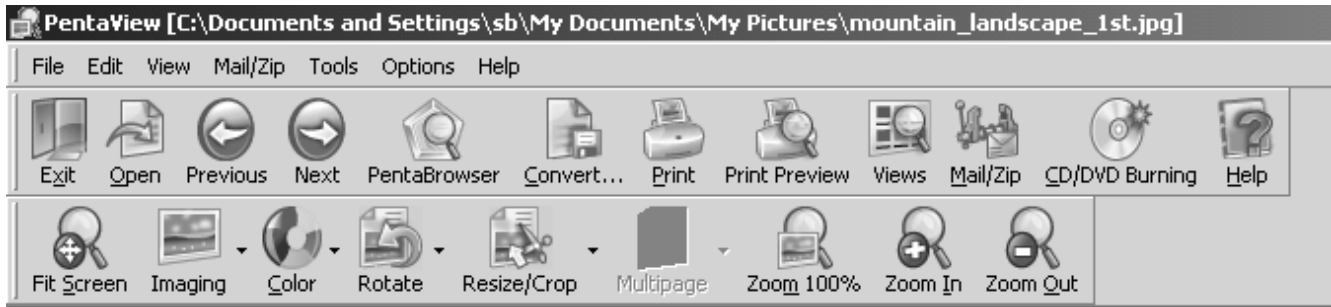 PentaView [C:\Documents and Settings\sb\My Documents\My Pictures\mountain_landscape_1st.jpg]
File Edit View Mail/Zip Tools Options Help
Exit Open Previous Next PentaBrowser Convert... Print Print Preview Views Mail/Zip CD/DVD Burning Help
Fit Screen Imaging Color Rotate Resize/Crop Multipage Zoom 100% Zoom In Zoom Out